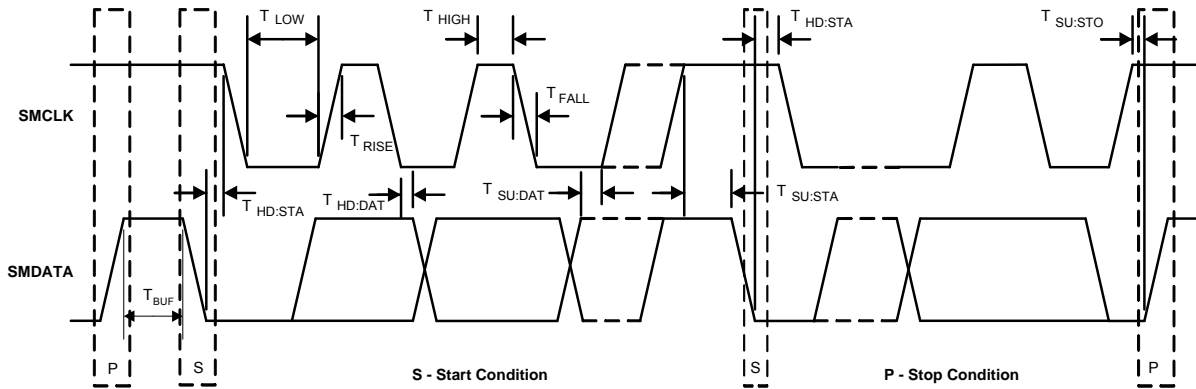 T LOW
T HIGH
T HD:STA
T SU:STO
SMCLK
T FALL
T RISE
T HD:STA
T HD:DAT
T SU:DAT
T SU:STA
SMDATA
T BUF
P
S
S - Start Condition
S
P - Stop Condition
P